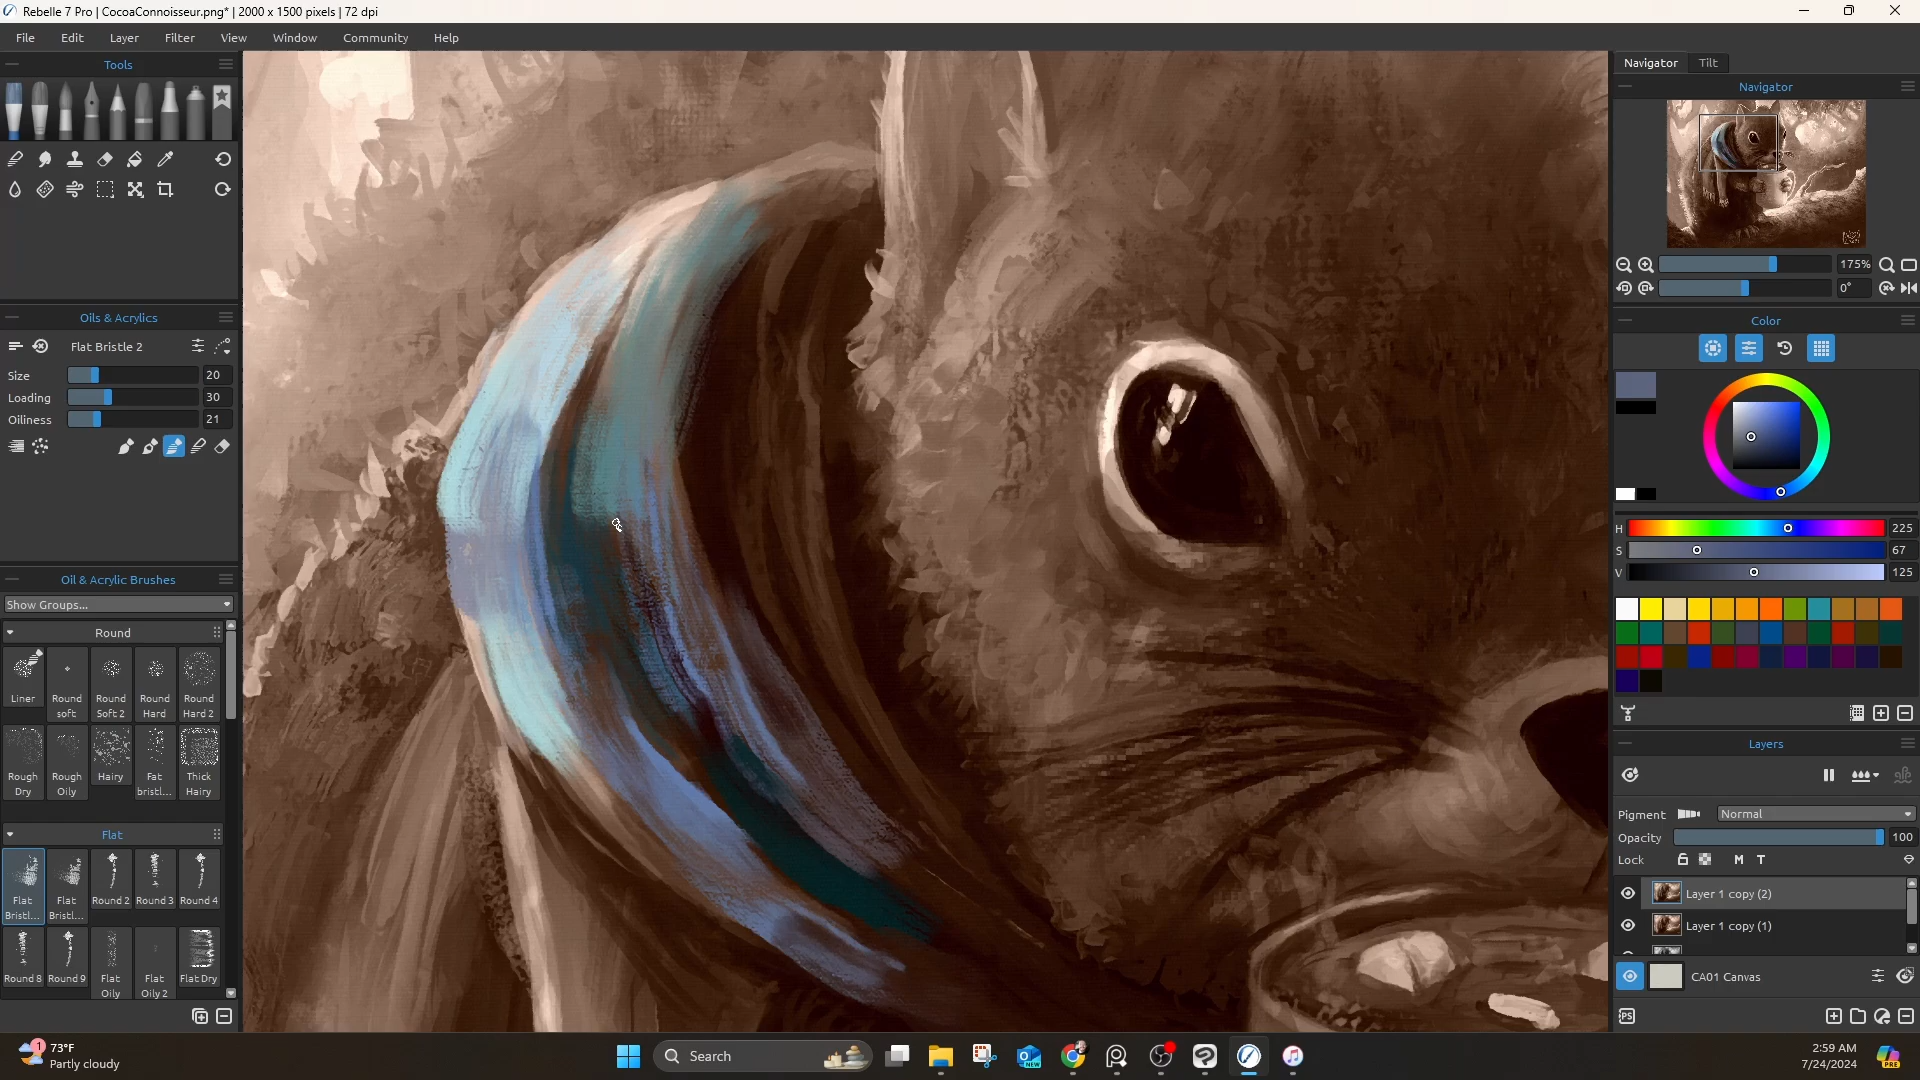 Rebelle 7 Pro | CocoaConnoisseur.png* | 2000 x 1500 pixels | 72 dpi
File Edit Layer Filter View Window Community Help
Tools
Oils & Acrylics
Flat Bristle 2
Size 20
Loading 30
Oiliness 21
Oil & Acrylic Brushes
Show Groups...
Round
Liner Round soft Round Soft 2 Round Hard Round Hard 2
Rough Dry Rough Oily Hairy Fat bristl... Thick Hairy
Flat
Flat Bristl... Flat Bristl... Round 2 Round 3 Round 4
Round 8 Round 9 Flat Oily Flat Oily 2 Flat Dry
Navigator Tilt
Navigator
175%
0°
Color
H 225
S 67
V 125
Layers
Pigment Normal
Opacity 100
Lock M T
Layer 1 copy (2)
Layer 1 copy (1)
CA01 Canvas
PS
1
73°F
Partly cloudy
Search
NEW
2:59 AM
7/24/2024
PRE